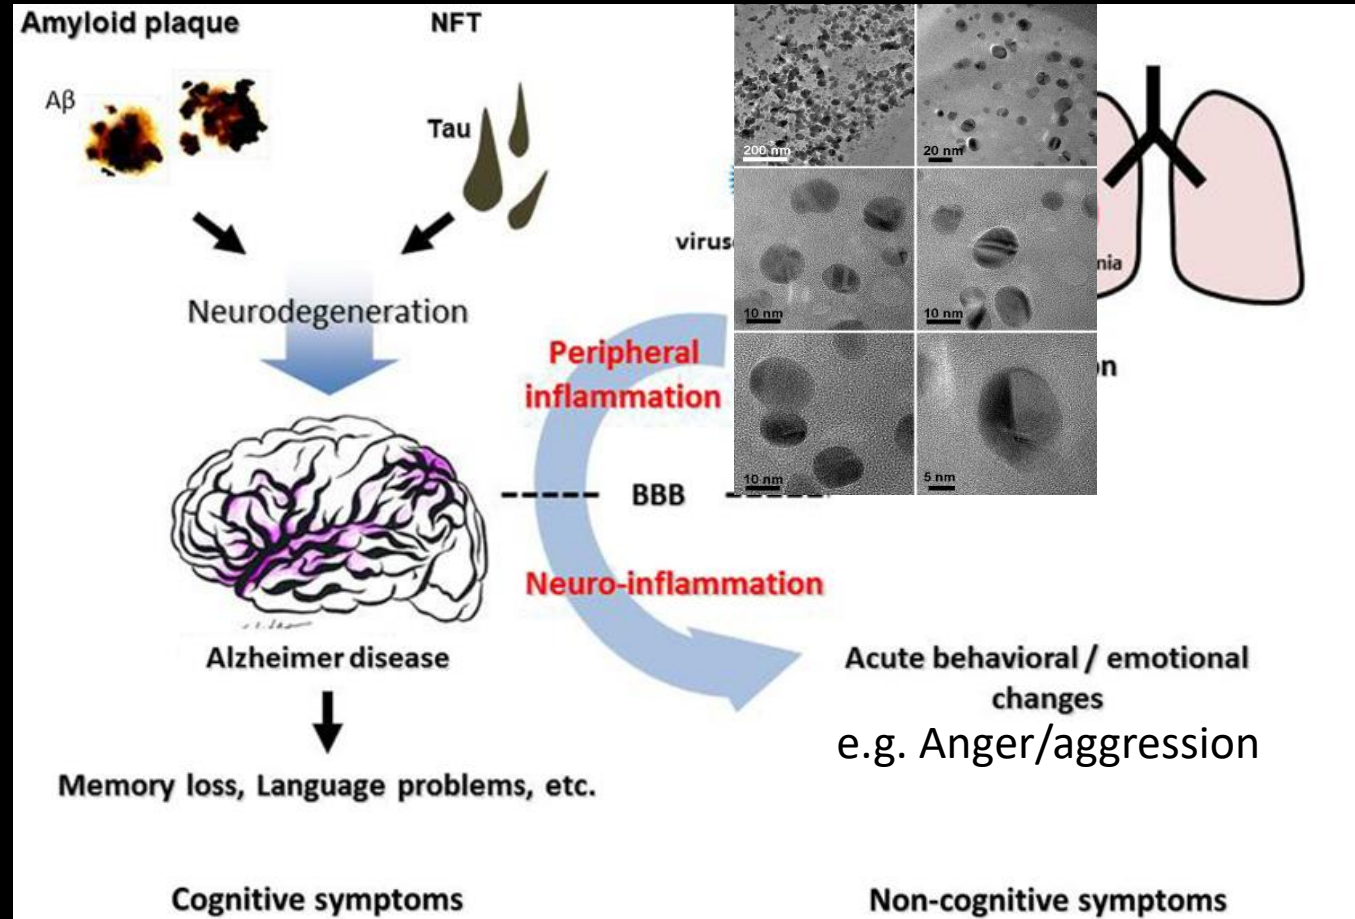 Amyloid plaque
NFT
Aβ
Tau
Neurodegeneration
Alzheimer disease
Memory loss, Language problems, etc.
Cognitive symptoms
200 nm
20 nm
10 nm
10 nm
10 nm
5 nm
Peripheral
inflammation
BBB
Neuro-inflammation
Acute behavioral / emotional
changes
e.g. Anger/aggression
Non-cognitive symptoms